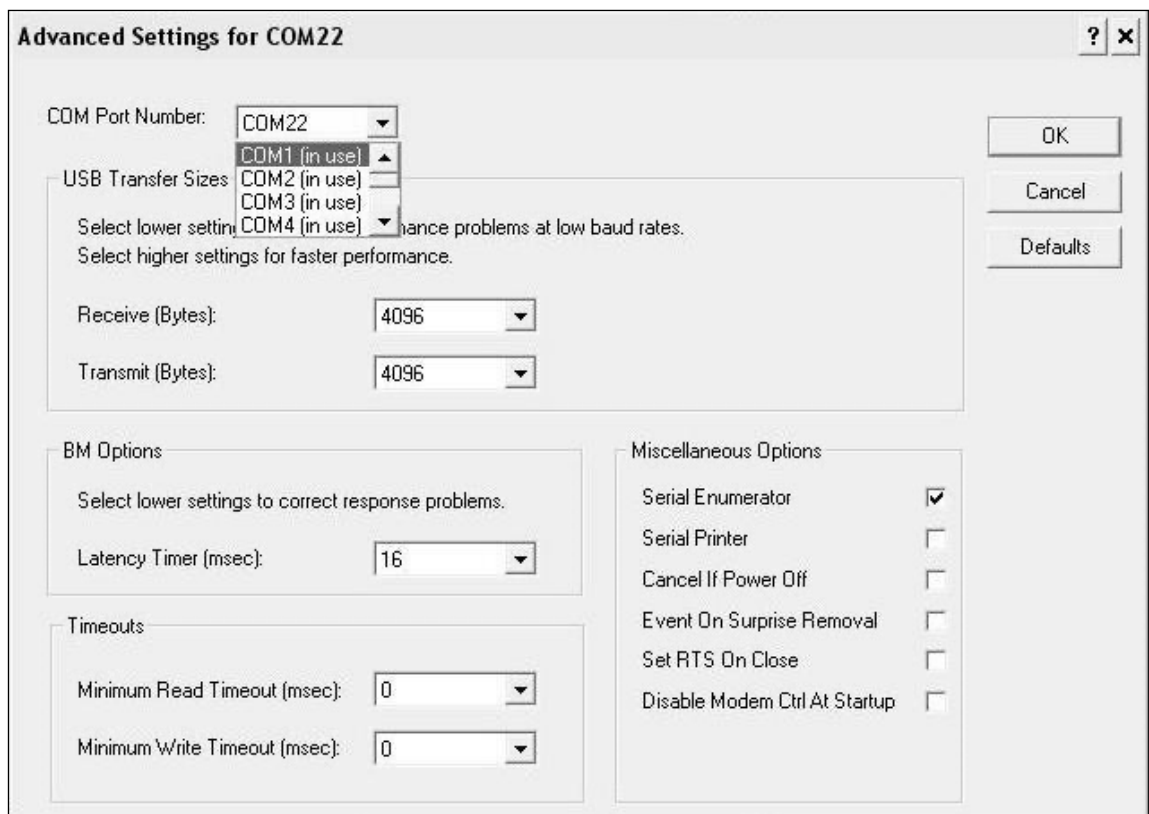 Advanced Settings for COM22
? ×
COM Port Number: COM22
COM1 (in use)
COM2 (in use)
COM3 (in use)
COM4 (in use)
OK
Cancel
Defaults
USB Transfer Sizes
Select lower settin mance problems at low baud rates.
Select higher settings for faster performance.
Receive (Bytes): 4096
Transmit (Bytes): 4096
BM Options
Select lower settings to correct response problems.
Latency Timer (msec): 16
Timeouts
Minimum Read Timeout (msec): 0
Minimum Write Timeout (msec): 0
Miscellaneous Options
Serial Enumerator
Serial Printer
Cancel If Power Off
Event On Surprise Removal
Set RTS On Close
Disable Modem Ctrl At Startup